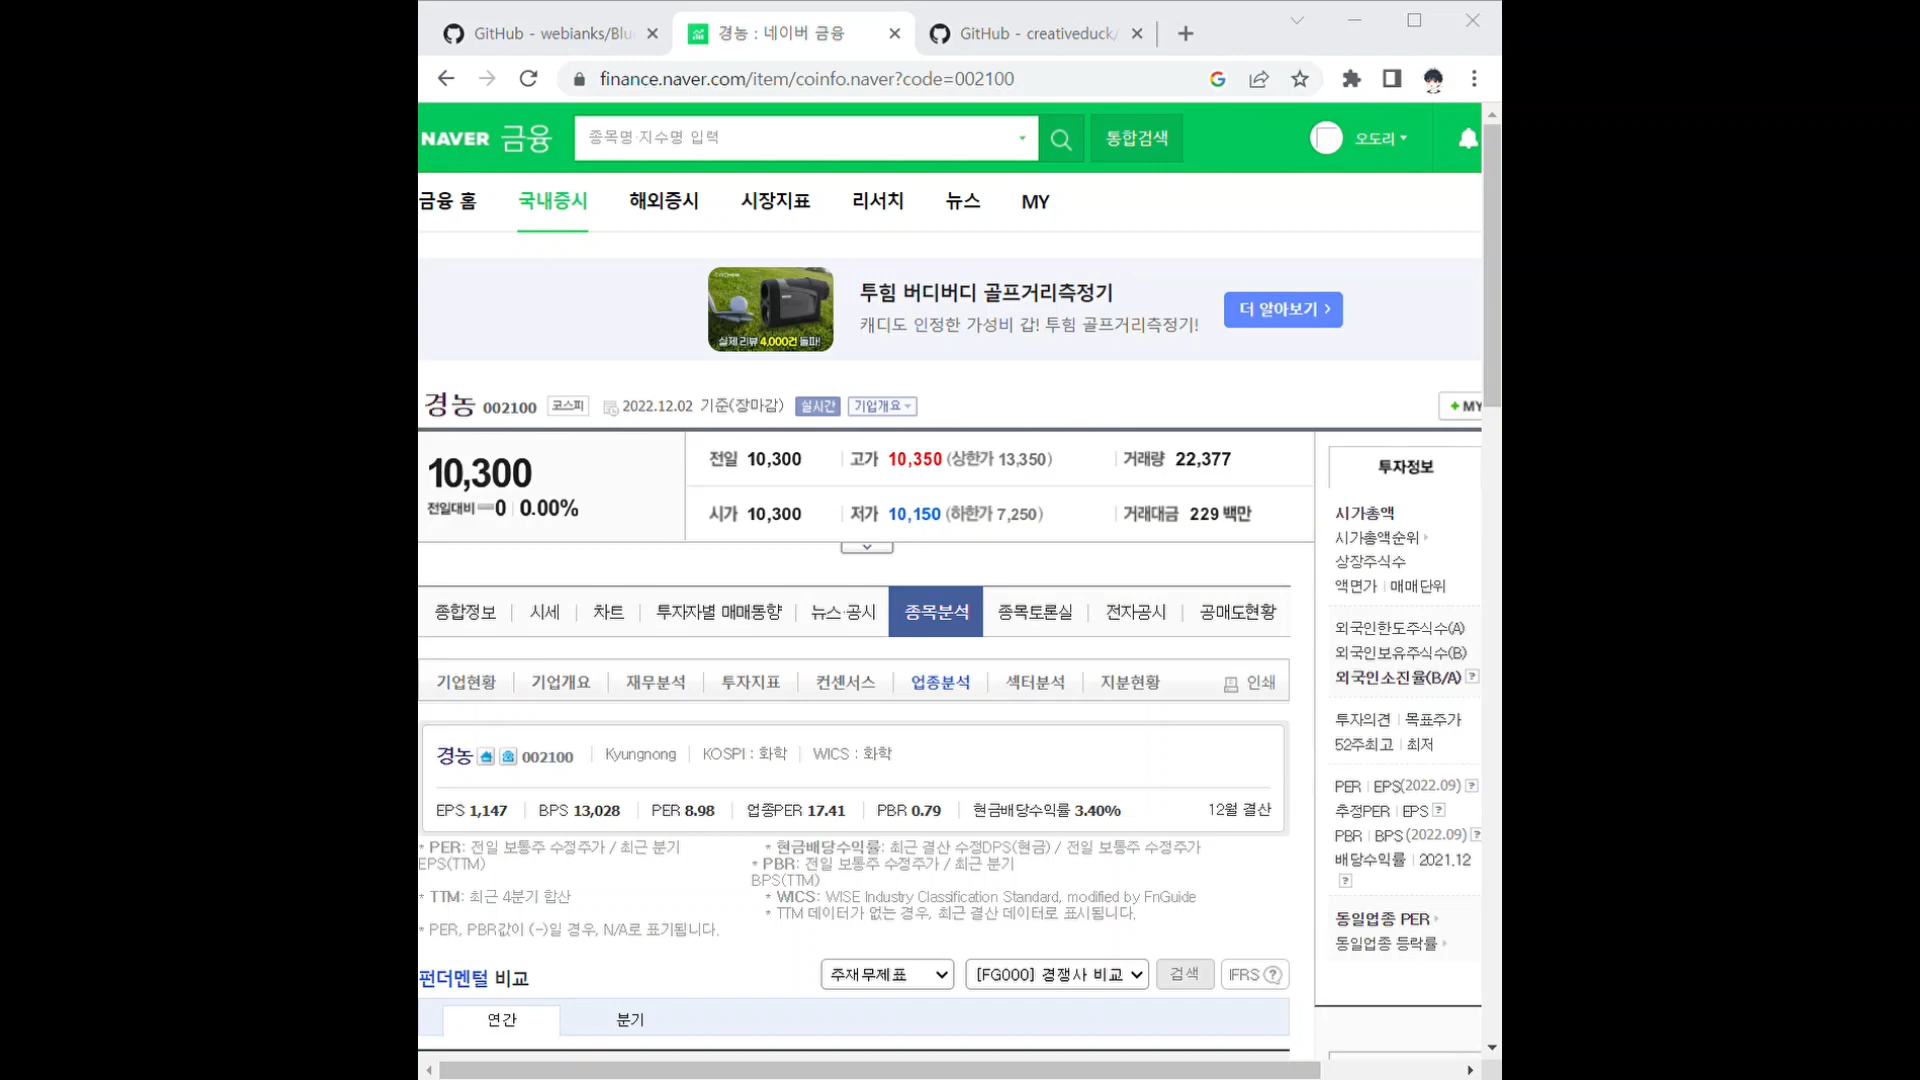 GitHub - webianks/Blu
경농 : 네이버 금융
GitHub - creativeduck/
finance.naver.com/item/coinfo.naver?code=002100
NAVER 금융
종목명·지수명 입력
통합검색
오도리
금융 홈
국내증시
해외증시
시장지표
리서치
뉴스
MY
실제 리뷰 4,000건 돌파!
투힘 버디버디 골프거리측정기
캐디도 인정한 가성비 갑! 투힘 골프거리측정기!
더 알아보기 >
경농 002100 코스피 2022.12.02 기준(장마감) 실시간 기업개요
+ MY
10,300
전일대비 0 0.00%
전일 10,300 고가 10,350 (상한가 13,350) 거래량 22,377
시가 10,300 저가 10,150 (하한가 7,250) 거래대금 229 백만
종합정보 시세 차트 투자자별 매매동향 뉴스·공시 종목분석 종목토론실 전자공시 공매도현황
기업현황 기업개요 재무분석 투자지표 컨센서스 업종분석 섹터분석 지분현황 인쇄
경농 002100 Kyungnong KOSPI : 화학 WICS : 화학
EPS 1,147 BPS 13,028 PER 8.98 업종PER 17.41 PBR 0.79 현금배당수익률 3.40% 12월 결산
* PER: 전일 보통주 수정주가 / 최근 분기
EPS(TTM)
* 현금배당수익률: 최근 결산 수정DPS(현금) / 전일 보통주 수정주가
* PBR: 전일 보통주 수정주가 / 최근 분기
BPS(TTM)
* TTM: 최근 4분기 합산
* WICS: WISE Industry Classification Standard, modified by FnGuide
* TTM 데이터가 없는 경우, 최근 결산 데이터로 표시됩니다.
* PER, PBR값이 (-)일 경우, N/A로 표기됩니다.
펀더멘털 비교
주재무제표
[FG000] 경쟁사 비교
검색
IFRS ?
연간
분기
투자정보
시가총액
시가총액순위
상장주식수
액면가 매매단위
외국인한도주식수(A)
외국인보유주식수(B)
외국인소진율(B/A) ?
투자의견 목표주가
52주최고 최저
PER EPS(2022.09) ?
추정PER EPS ?
PBR BPS (2022.09) ?
배당수익률 2021.12
?
동일업종 PER
동일업종 등락률